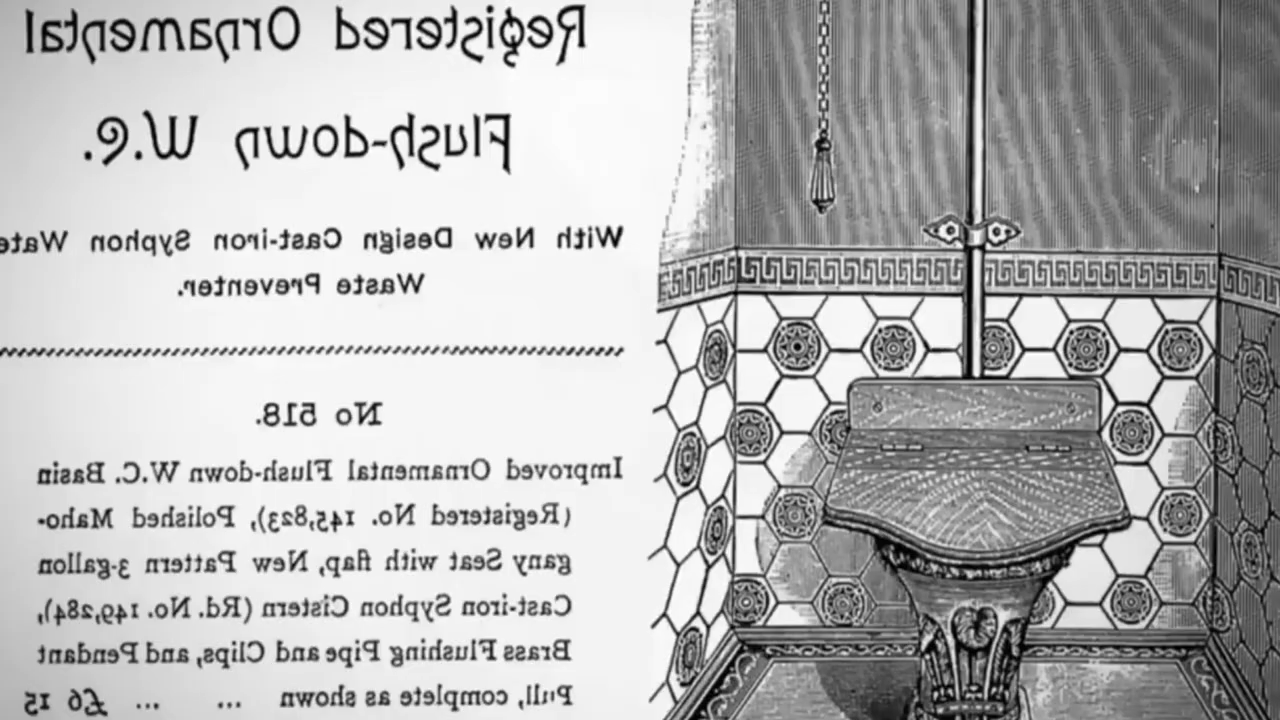 Registered Ornamental
Flush-down W.C.
With New Design Cast-iron Syphon Wate
Waste Preventer.
No 518.
Improved Ornamental Flush-down W.C. Basin
(Registered No. 145,823), Polished Maho-
gany Seat with flap, New Pattern 3-gallon
Cast-iron Syphon Cistern (Rd. No. 149,284),
Brass Flushing Pipe and Clips, and Pendant
Pull, complete as shown ... ... £6 15